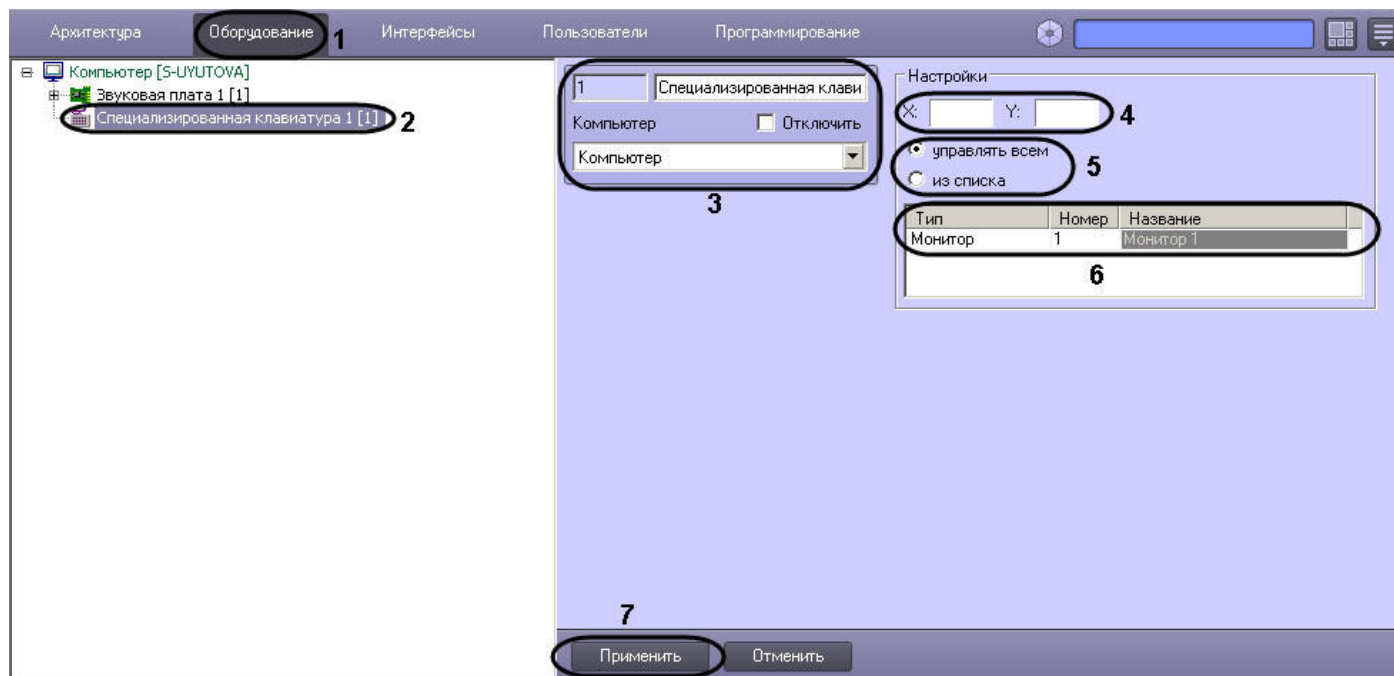 Архитектура Оборудование 1 Интерфейсы Пользователи Программирование
Компьютер [S-UYUTOVA]
Звуковая плата 1 [1]
Специализированная клавиатура 1 [1] 2
1 Специализированная клави
Компьютер Отключить
Компьютер
3
Настройки
X: Y: 4
управлять всем
из списка
5
Тип Номер Название
Монитор 1 Монитор 1
6
7
Применить Отменить